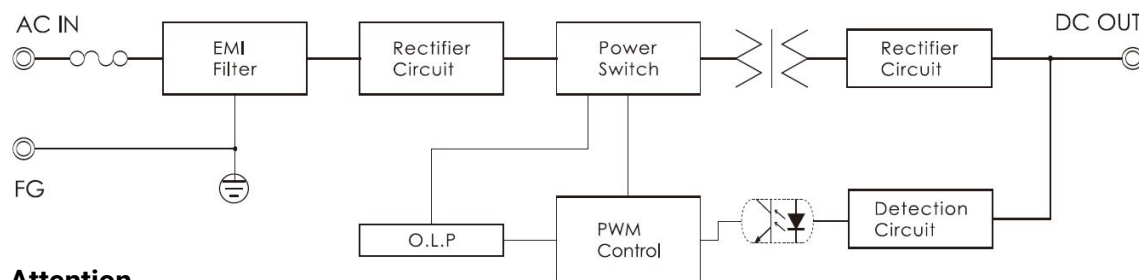 AC IN
DC OUT
EMI
Filter
Rectifier
Circuit
Power
Switch
Rectifier
Circuit
FG
O.L.P
PWM
Control
Detection
Circuit
Attention